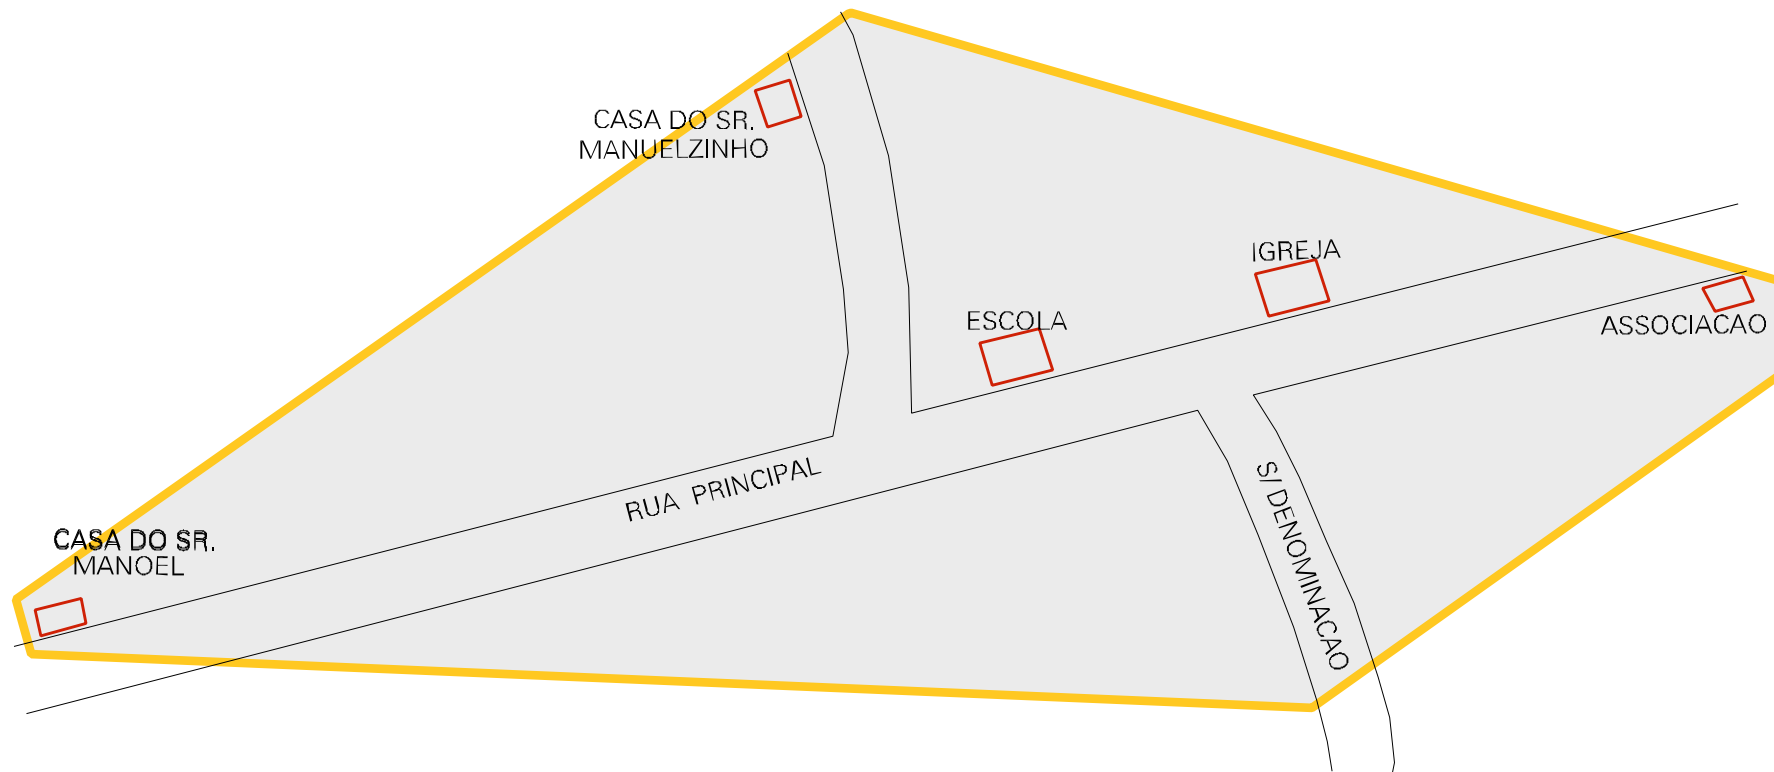 CASA DO SR.
MANUELZINHO
IGREJA
ESCOLA
ASSOCIACAO
RUA PRINCIPAL
S/ DENOMINACAO
CASA DO SR.
MANOEL